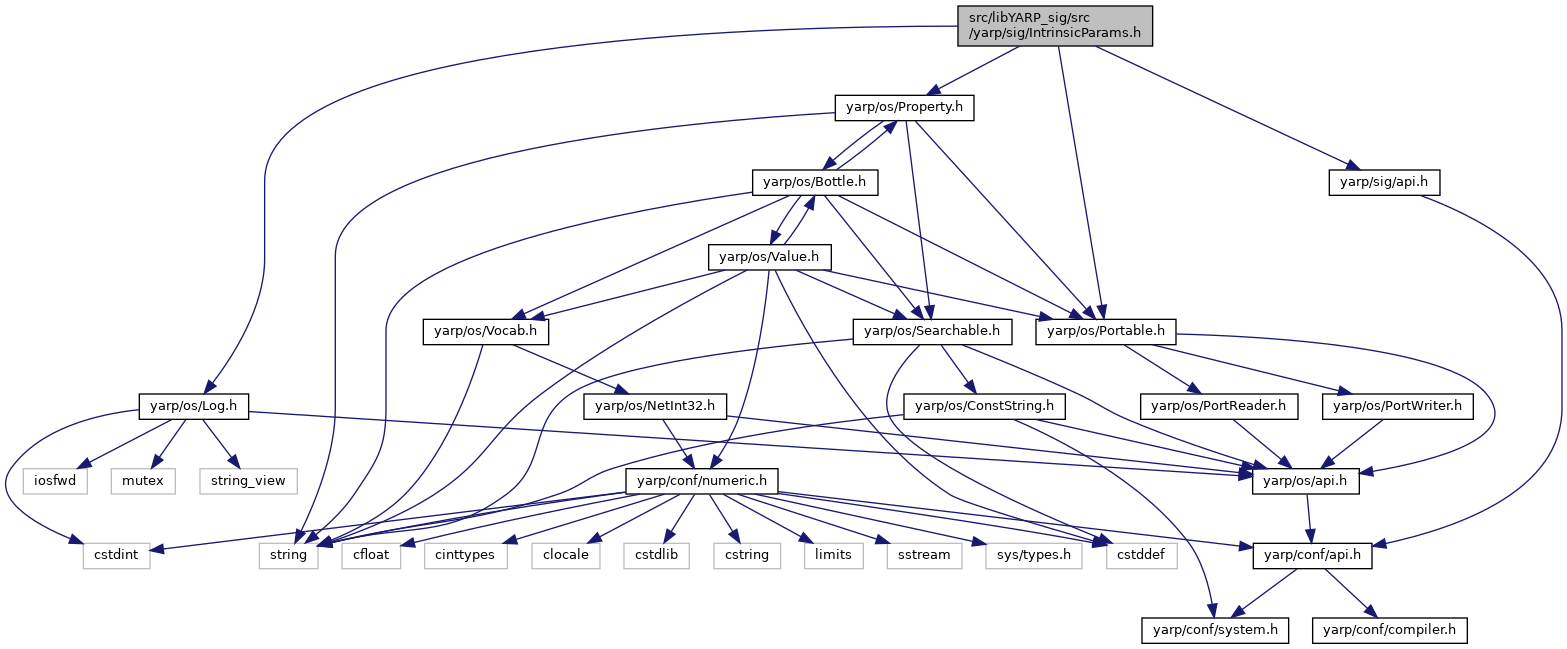 src/libYARP_sig/src
/yarp/sig/IntrinsicParams.h
yarp/os/Property.h
yarp/os/Bottle.h
yarp/sig/api.h
yarp/os/Value.h
yarp/os/Vocab.h
yarp/os/Searchable.h
yarp/os/Portable.h
yarp/os/Log.h
yarp/os/NetInt32.h
yarp/os/ConstString.h
yarp/os/PortReader.h
yarp/os/PortWriter.h
iosfwd
mutex
string_view
yarp/conf/numeric.h
yarp/os/api.h
cstdint
string
cfloat
cinttypes
clocale
cstdlib
cstring
limits
sstream
sys/types.h
cstddef
yarp/conf/api.h
yarp/conf/system.h
yarp/conf/compiler.h